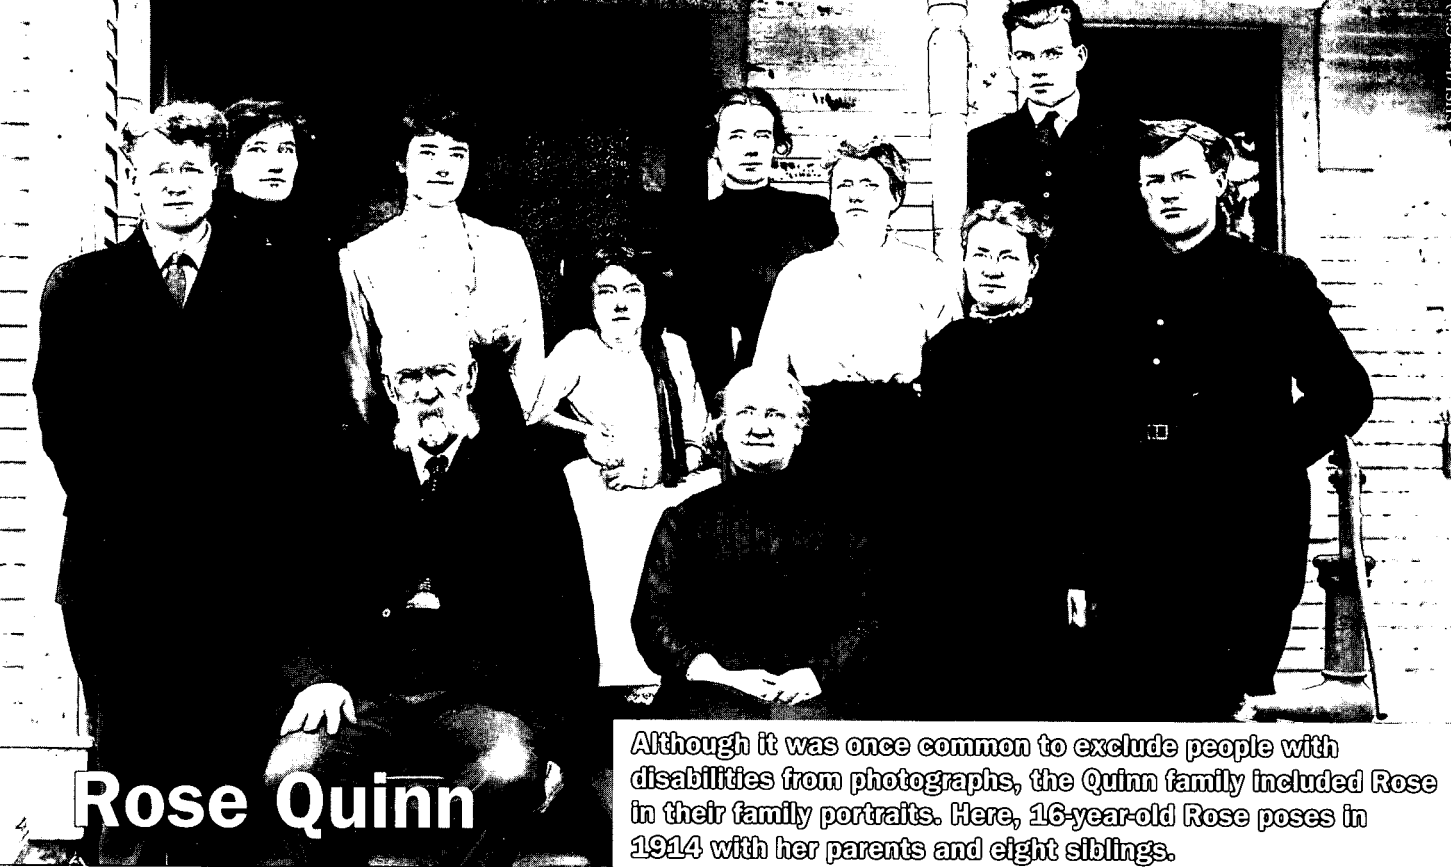 Rose Quinn
Although it was once common to exclude people with
disabilities from photographs, the Quinn family included Rose
in their family portraits. Here, 16-year-old Rose poses in
1914 with her parents and eight siblings.